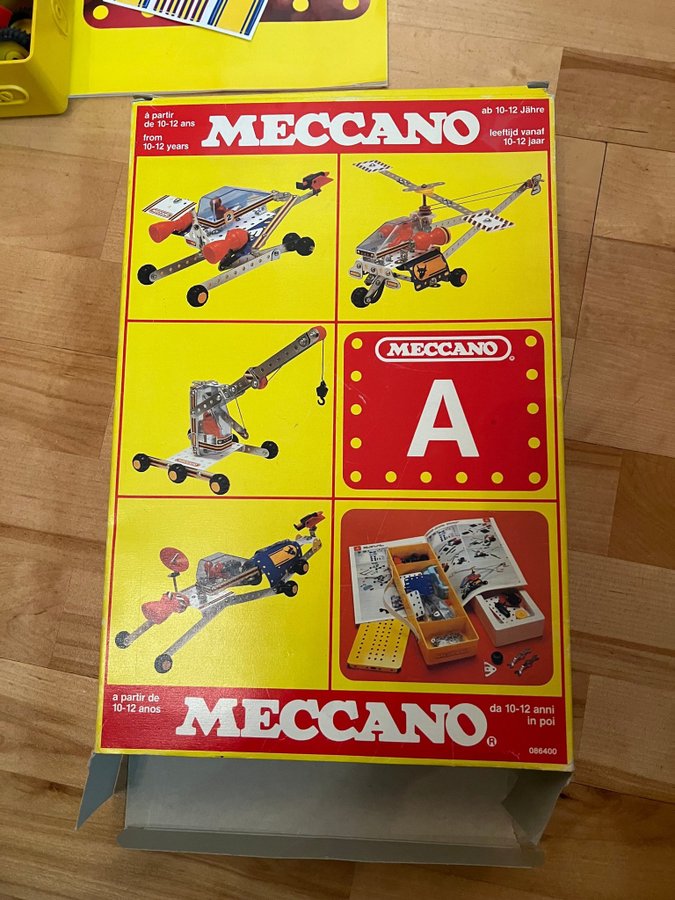 à partir
de 10-12 ans
from
10-12 years
MECCANO
ab 10-12 Jähre
leeftijd vanaf
10-12 jaar
2
MECCANO®
A
a partir de
10-12 anos
MECCANO®
da 10-12 anni
in poi
086400